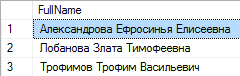 FullName
1 Александрова Ефросинья Елисеевна
2 Лобанова Злата Тимофеевна
3 Трофимов Трофим Васильевич